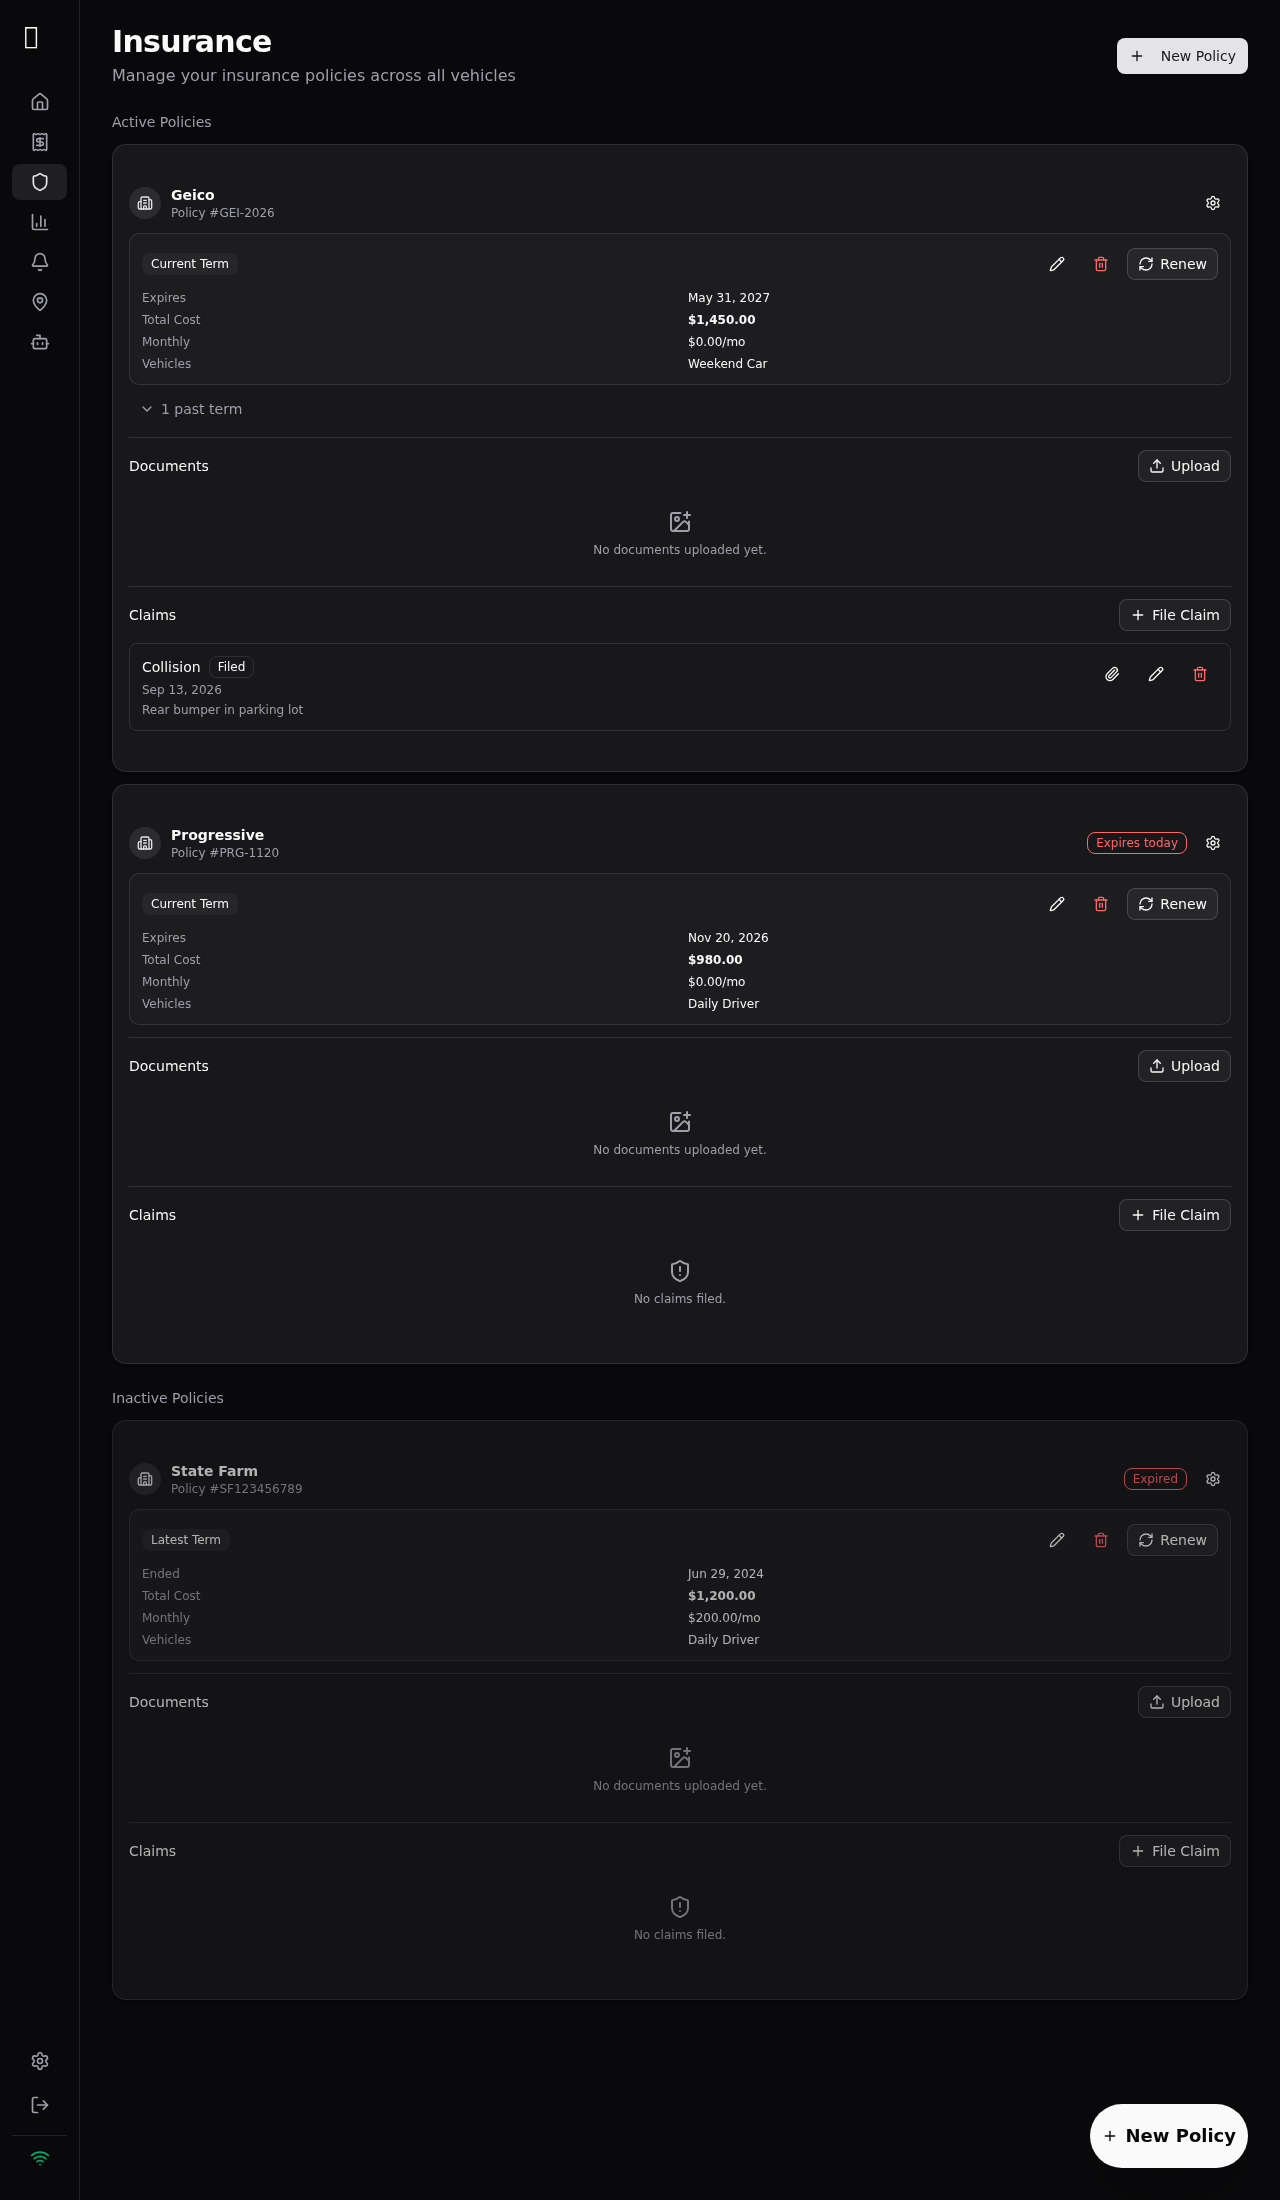 Insurance
Manage your insurance policies across all vehicles
New Policy
Active Policies
Geico
Policy #GEI-2026
Current Term
Renew
Expires May 31, 2027
Total Cost $1,450.00
Monthly $0.00/mo
Vehicles Weekend Car
1 past term
Documents
Upload
No documents uploaded yet.
Claims
File Claim
Collision Filed
Sep 13, 2026
Rear bumper in parking lot
Progressive
Policy #PRG-1120
Expires today
Current Term
Renew
Expires Nov 20, 2026
Total Cost $980.00
Monthly $0.00/mo
Vehicles Daily Driver
Documents
Upload
No documents uploaded yet.
Claims
File Claim
No claims filed.
Inactive Policies
State Farm
Policy #SF123456789
Expired
Latest Term
Renew
Ended Jun 29, 2024
Total Cost $1,200.00
Monthly $200.00/mo
Vehicles Daily Driver
Documents
Upload
No documents uploaded yet.
Claims
File Claim
No claims filed.
New Policy